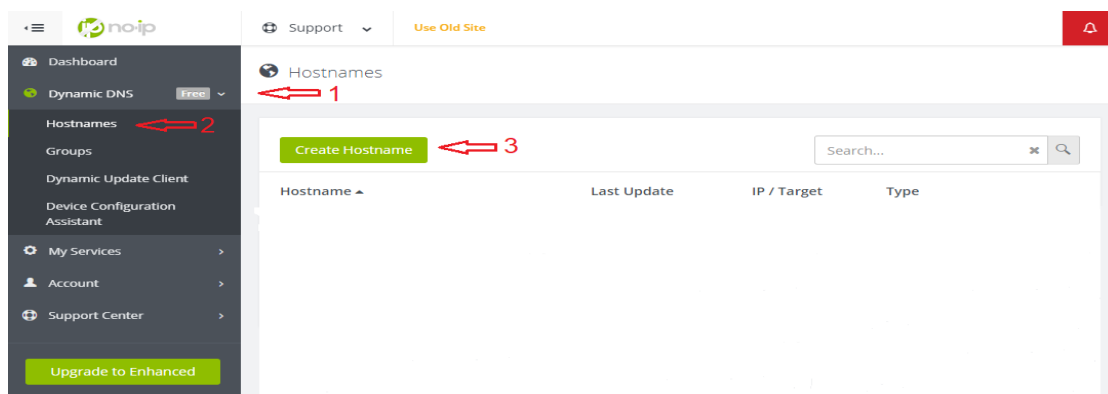 no-ip
Support
Use Old Site
Dashboard
Hostnames
Dynamic DNS Free
1
Hostnames
2
Groups
Create Hostname
3
Search...
Dynamic Update Client
Hostname Last Update IP / Target Type
Device Configuration
Assistant
My Services
Account
Support Center
Upgrade to Enhanced